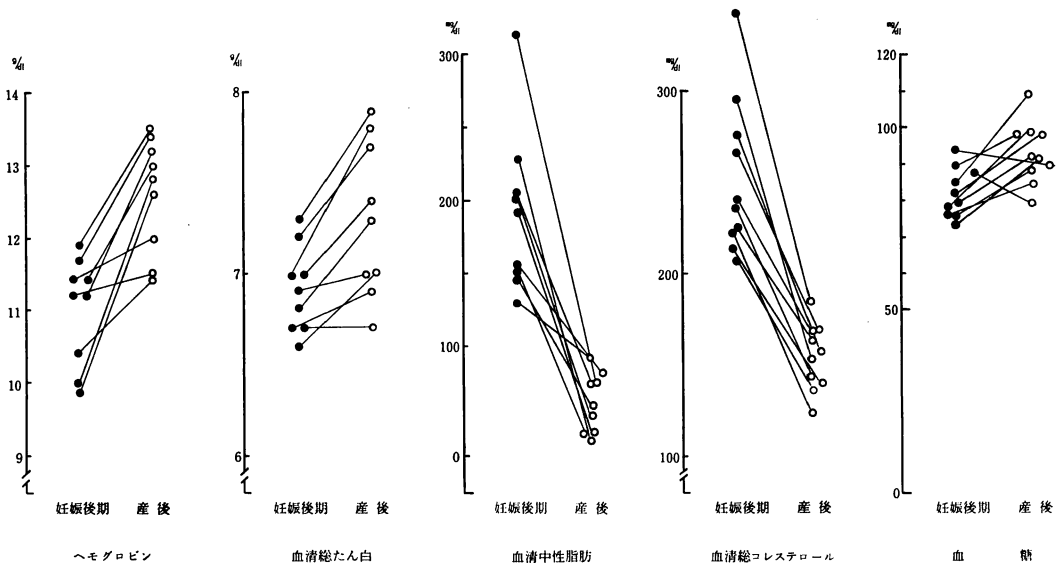 g/dl
14
13
12
11
10
9
妊娠後期 産後
ヘモグロビン
g/dl
8
7
6
妊娠後期 産後
血清総たん白
mg/dl
300
200
100
0
妊娠後期 産後
血清中性脂肪
mg/dl
300
200
100
妊娠後期 産後
血清総コレステロール
mg/dl
120
100
50
0
妊娠後期 産後
血糖